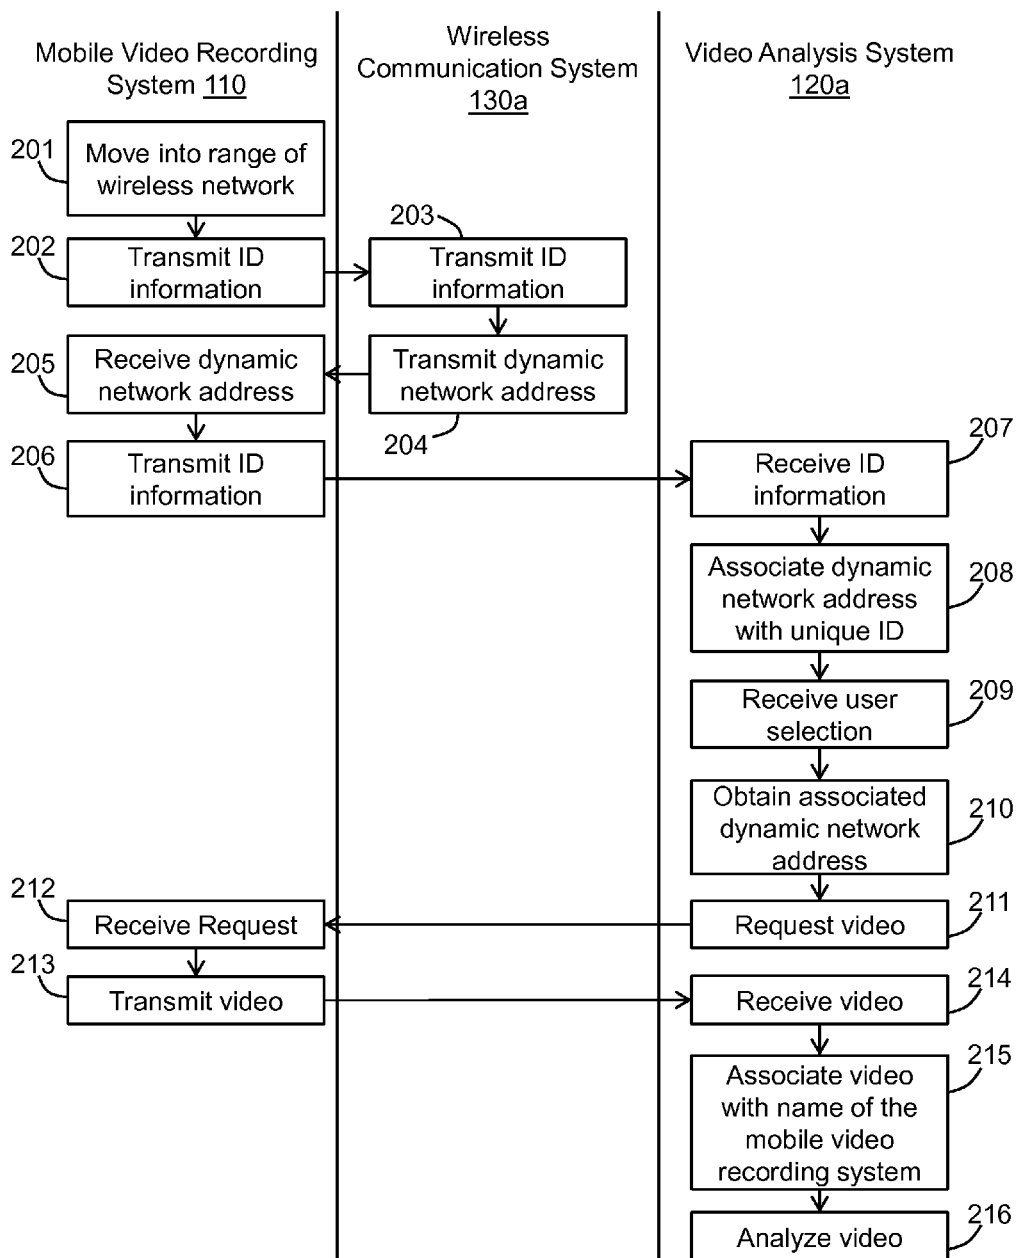 Mobile Video Recording
System 110
Wireless
Communication System
130a
Video Analysis System
120a
201
Move into range of
wireless network
202
Transmit ID
information
203
Transmit ID
information
205
Receive dynamic
network address
Transmit dynamic
network address
204
206
Transmit ID
information
207
Receive ID
information
208
Associate dynamic
network address
with unique ID
209
Receive user
selection
210
Obtain associated
dynamic network
address
212
Receive Request
211
Request video
213
Transmit video
214
Receive video
215
Associate video
with name of the
mobile video
recording system
216
Analyze video